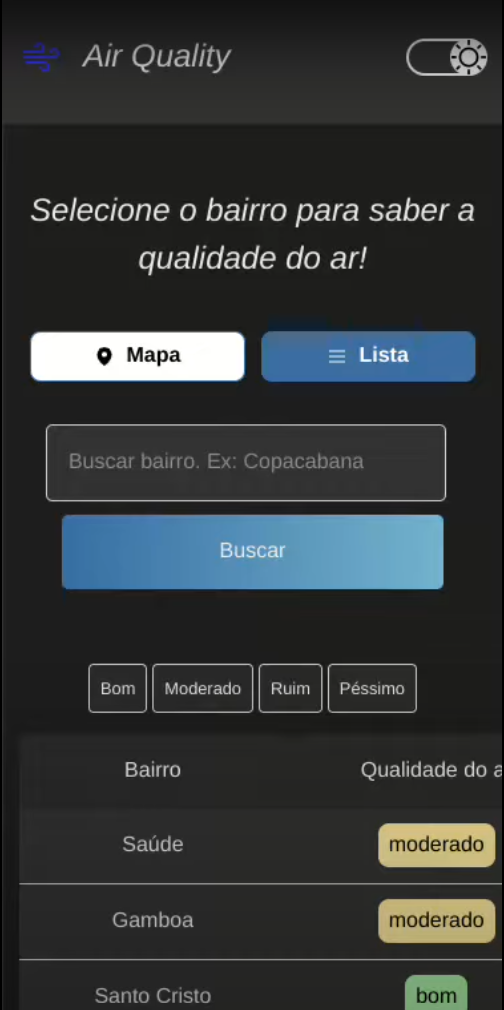 Air Quality
Selecione o bairro para saber a
qualidade do ar!
Mapa
Lista
Buscar bairro. Ex: Copacabana
Buscar
Bom
Moderado
Ruim
Péssimo
Bairro
Qualidade do a
Saúde
moderado
Gamboa
moderado
Santo Cristo
bom